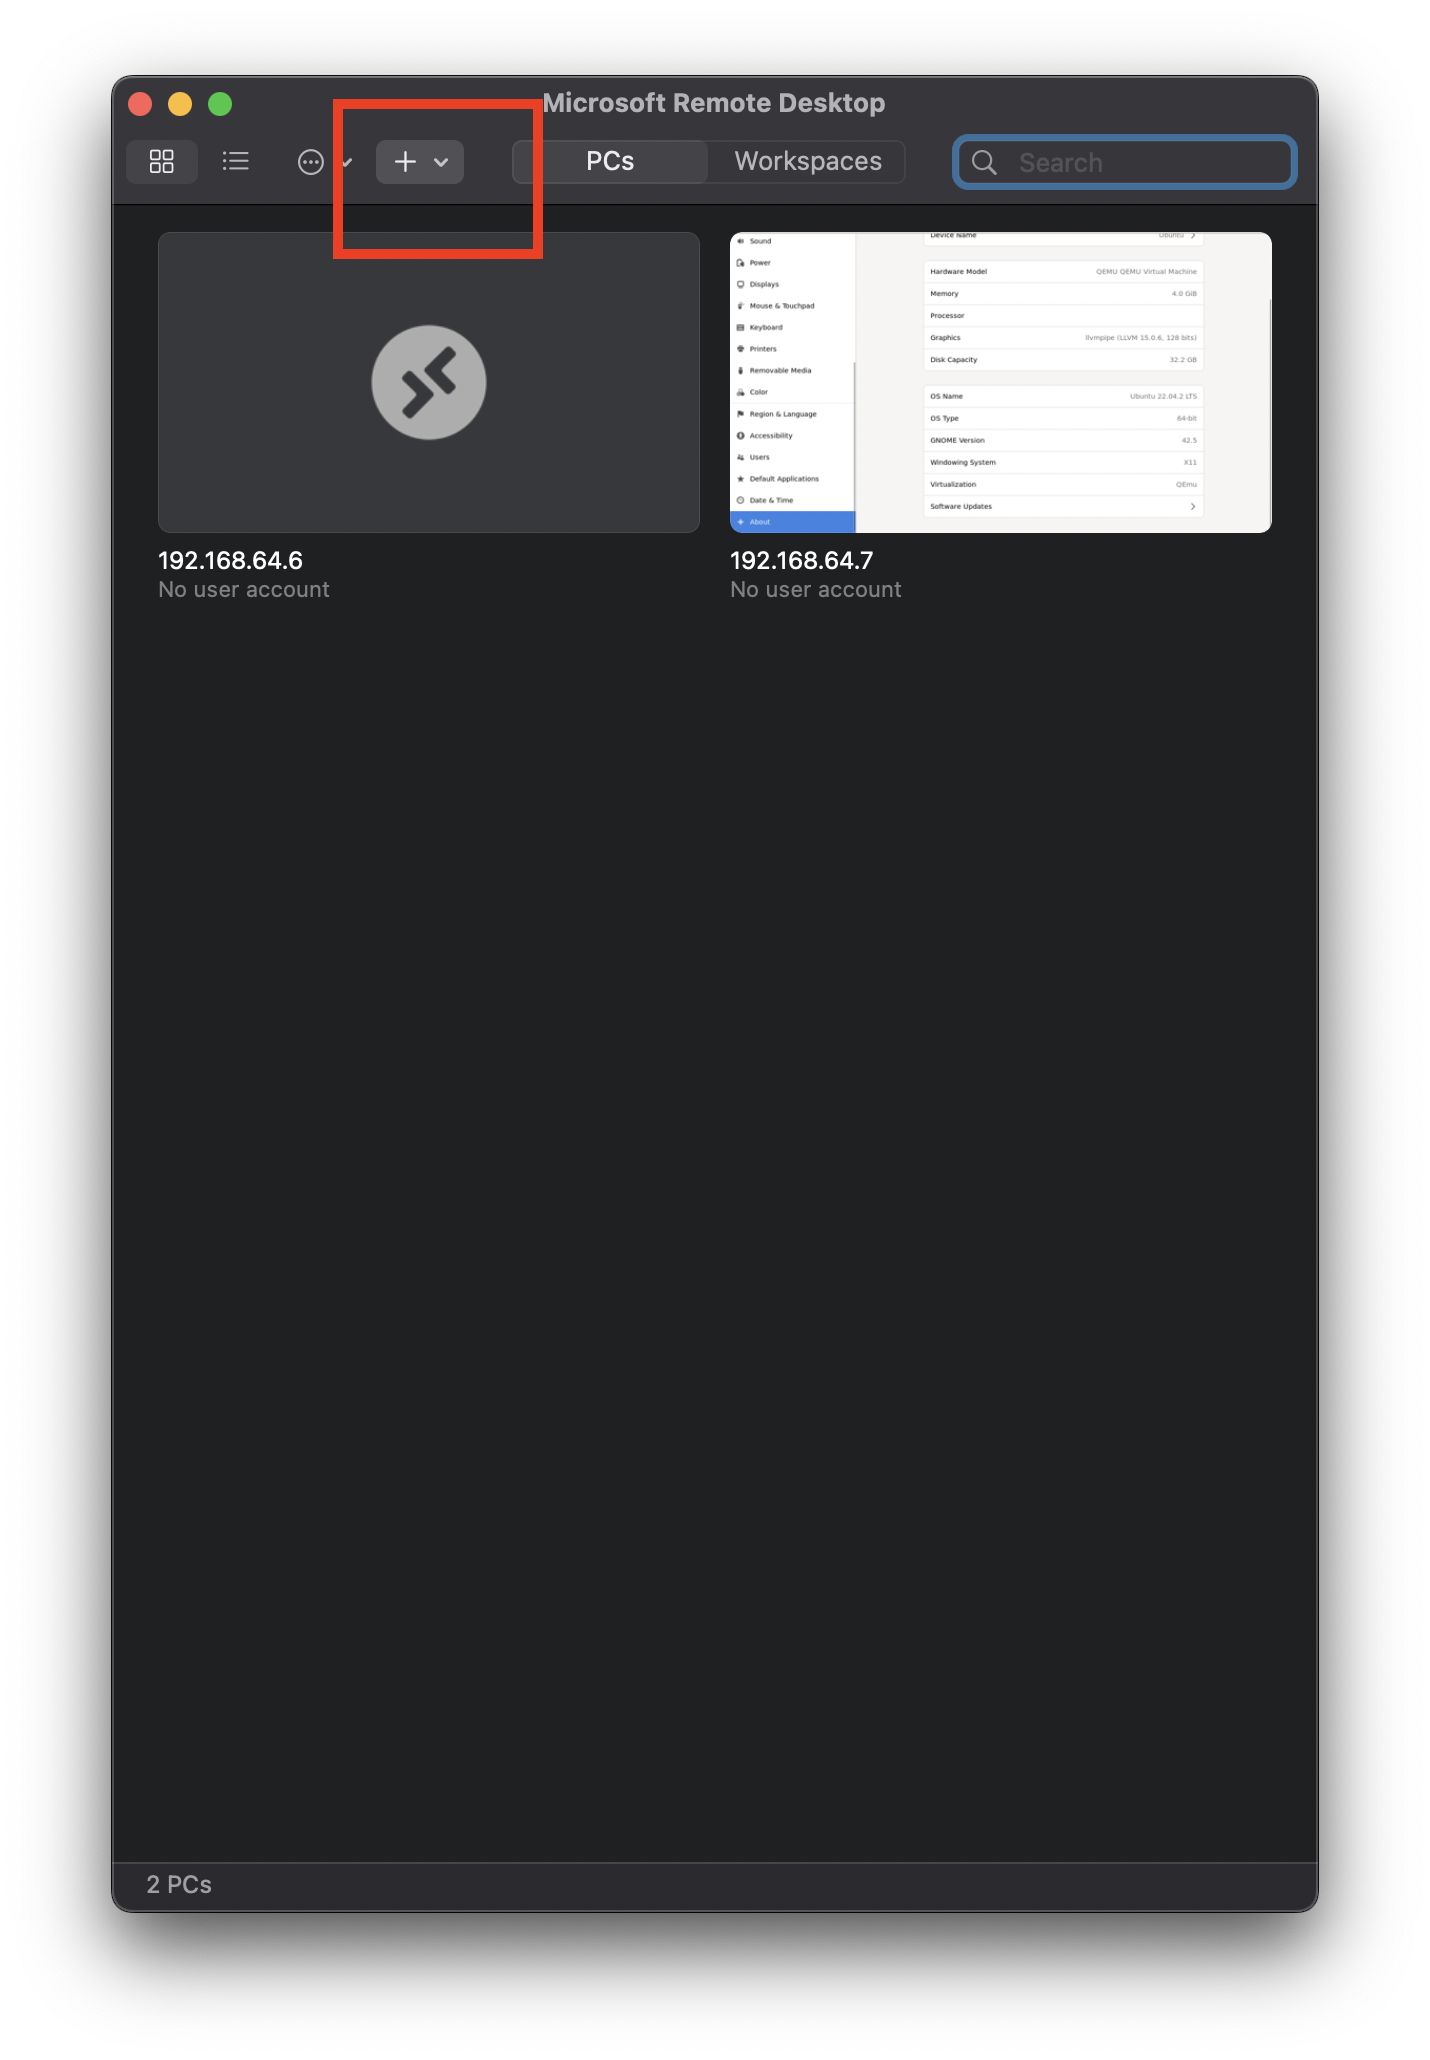 Microsoft Remote Desktop
PCs
Workspaces
Search
Sound
Power
Displays
Mouse & Touchpad
Keyboard
Printers
Removable Media
Color
Region & Language
Accessibility
Users
Default Applications
Date & Time
About
Device Name Ubuntu
Hardware Model QEMU QEMU Virtual Machine
Memory 4.0 GiB
Processor
Graphics llvmpipe (LLVM 15.0.6, 128 bits)
Disk Capacity 32.2 GB
OS Name Ubuntu 22.04.2 LTS
OS Type 64-bit
GNOME Version 42.5
Windowing System X11
Virtualization QEmu
Software Updates
192.168.64.6
No user account
192.168.64.7
No user account
2 PCs